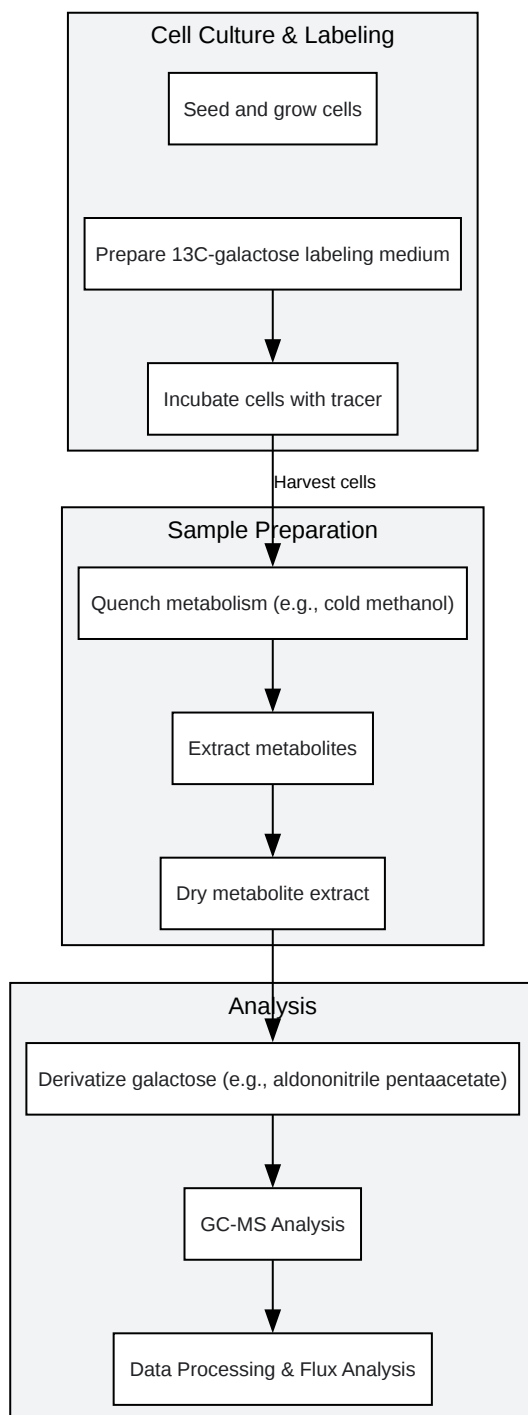 Cell Culture & Labeling
Seed and grow cells
Prepare 13C-galactose labeling medium
Incubate cells with tracer
Harvest cells
Sample Preparation
Quench metabolism (e.g., cold methanol)
Extract metabolites
Dry metabolite extract
Analysis
Derivatize galactose (e.g., aldononitrile pentaacetate)
GC-MS Analysis
Data Processing & Flux Analysis